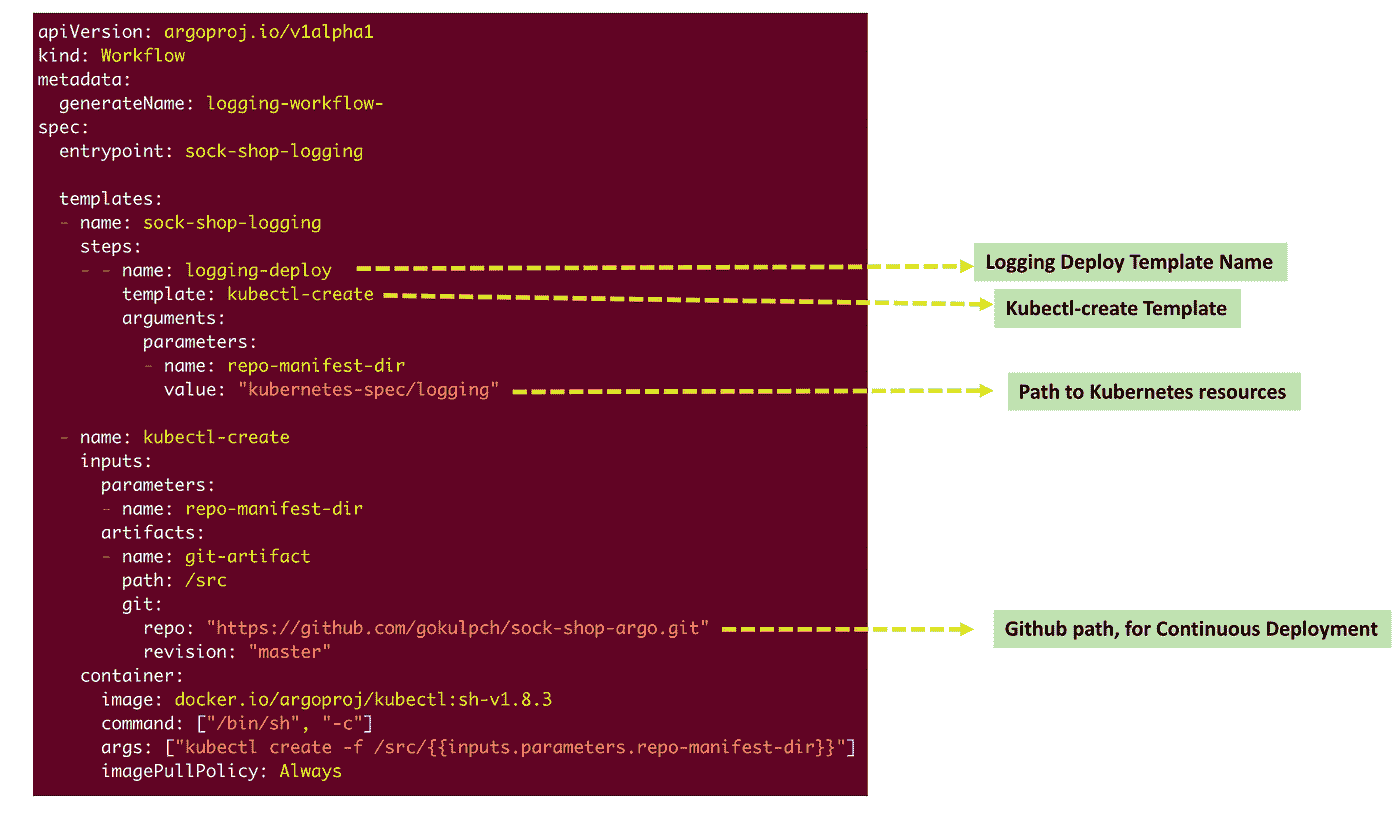 apiVersion: argoproj.io/v1alpha1
kind: Workflow
metadata:
  generateName: logging-workflow-
spec:
  entrypoint: sock-shop-logging
  templates:
  - name: sock-shop-logging
    steps:
    - - name: logging-deploy
        template: kubectl-create
        arguments:
          parameters:
          - name: repo-manifest-dir
            value: "kubernetes-spec/logging"
  - name: kubectl-create
    inputs:
      parameters:
      - name: repo-manifest-dir
      artifacts:
      - name: git-artifact
        path: /src
        git:
          repo: "https://github.com/gokulpch/sock-shop-argo.git"
          revision: "master"
    container:
      image: docker.io/argoproj/kubectl:sh-v1.8.3
      command: ["/bin/sh", "-c"]
      args: ["kubectl create -f /src/{{inputs.parameters.repo-manifest-dir}}"]
      imagePullPolicy: Always
Logging Deploy Template Name
Kubectl-create Template
Path to Kubernetes resources
Github path, for Continuous Deployment